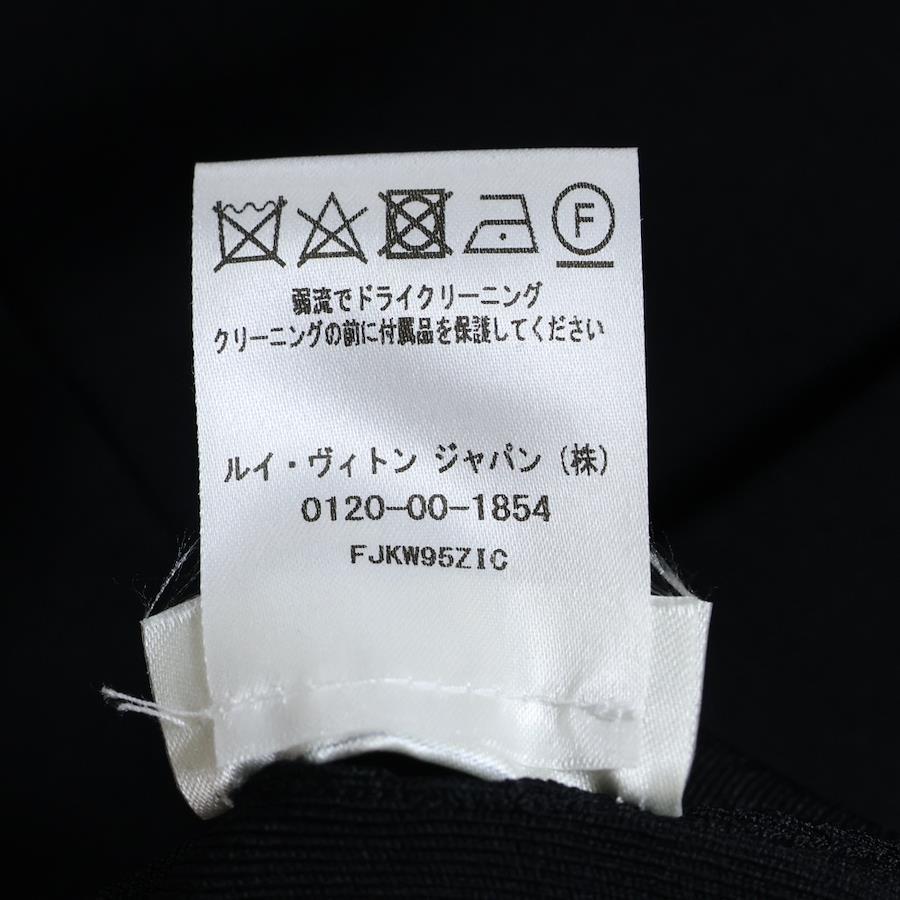 F
弱流でドライクリーニング
クリーニングの前に付属品を保護してください
ルイ・ヴィトン ジャパン (株)
0120-00-1854
FJKW95ZIC